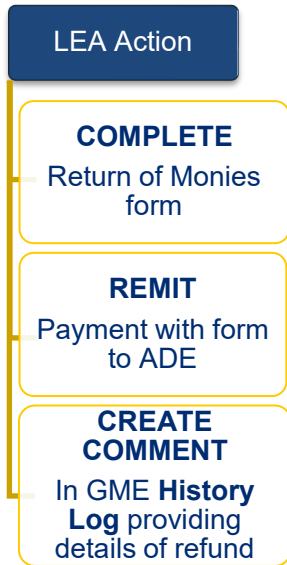 LEA Action
COMPLETE
Return of Monies
form
REMIT
Payment with form
to ADE
CREATE
COMMENT
In GME History
Log providing
details of refund